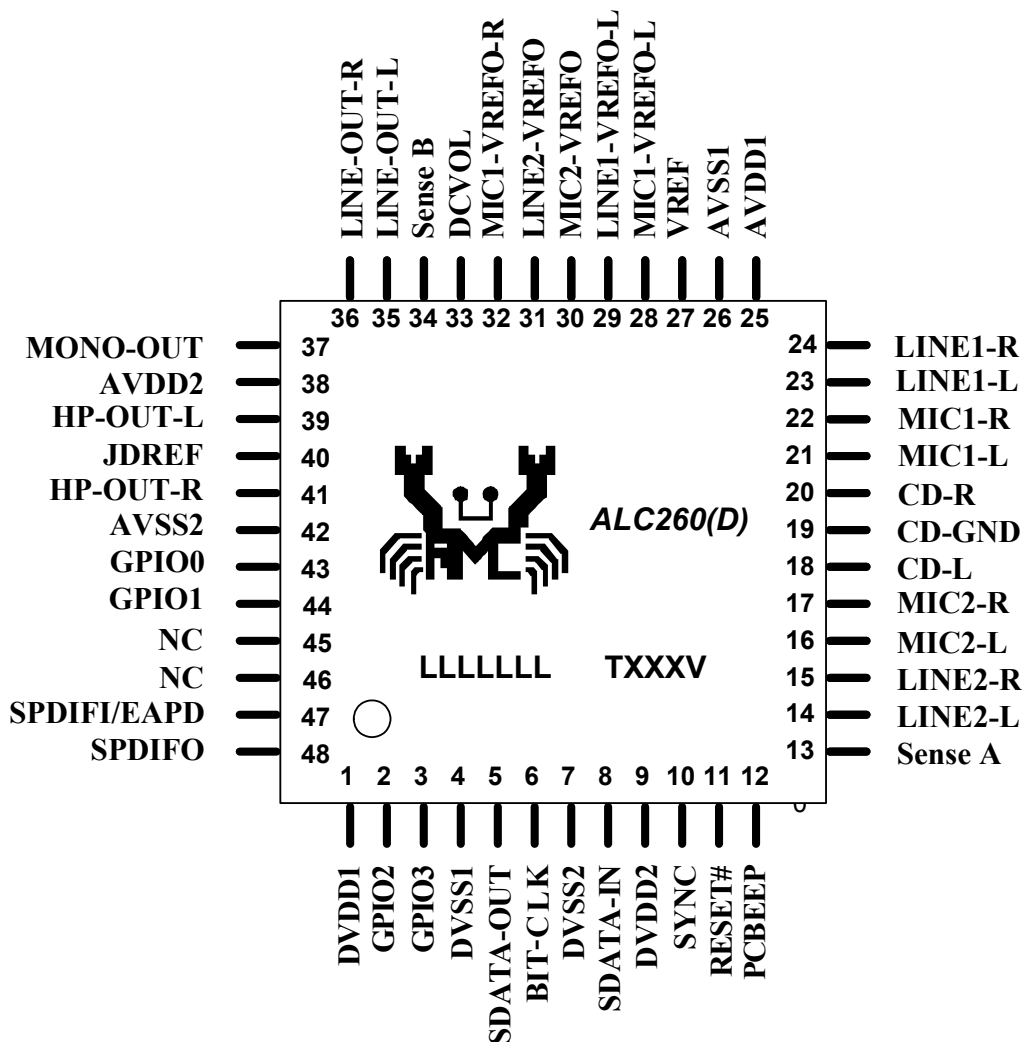 LINE-OUT-R
LINE-OUT-L
Sense B
DCVOL
MIC1-VREFO-R
LINE2-VREFO
MIC2-VREFO
LINE1-VREFO-L
MIC1-VREFO-L
VREF
AVSS1
AVDD1
36 35 34 33 32 31 30 29 28 27 26 25
MONO-OUT 37
AVDD2 38
HP-OUT-L 39
JDREF 40
HP-OUT-R 41
AVSS2 42
GPIO0 43
GPIO1 44
NC 45
NC 46
SPDIFI/EAPD 47
SPDIFO 48
ALC260(D)
LLLLLLL TXXXV
24 LINE1-R
23 LINE1-L
22 MIC1-R
21 MIC1-L
20 CD-R
19 CD-GND
18 CD-L
17 MIC2-R
16 MIC2-L
15 LINE2-R
14 LINE2-L
13 Sense A
1 2 3 4 5 6 7 8 9 10 11 12
DVDD1
GPIO2
GPIO3
DVSS1
SDATA-OUT
BIT-CLK
DVSS2
SDATA-IN
DVDD2
SYNC
RESET#
PCBEEP